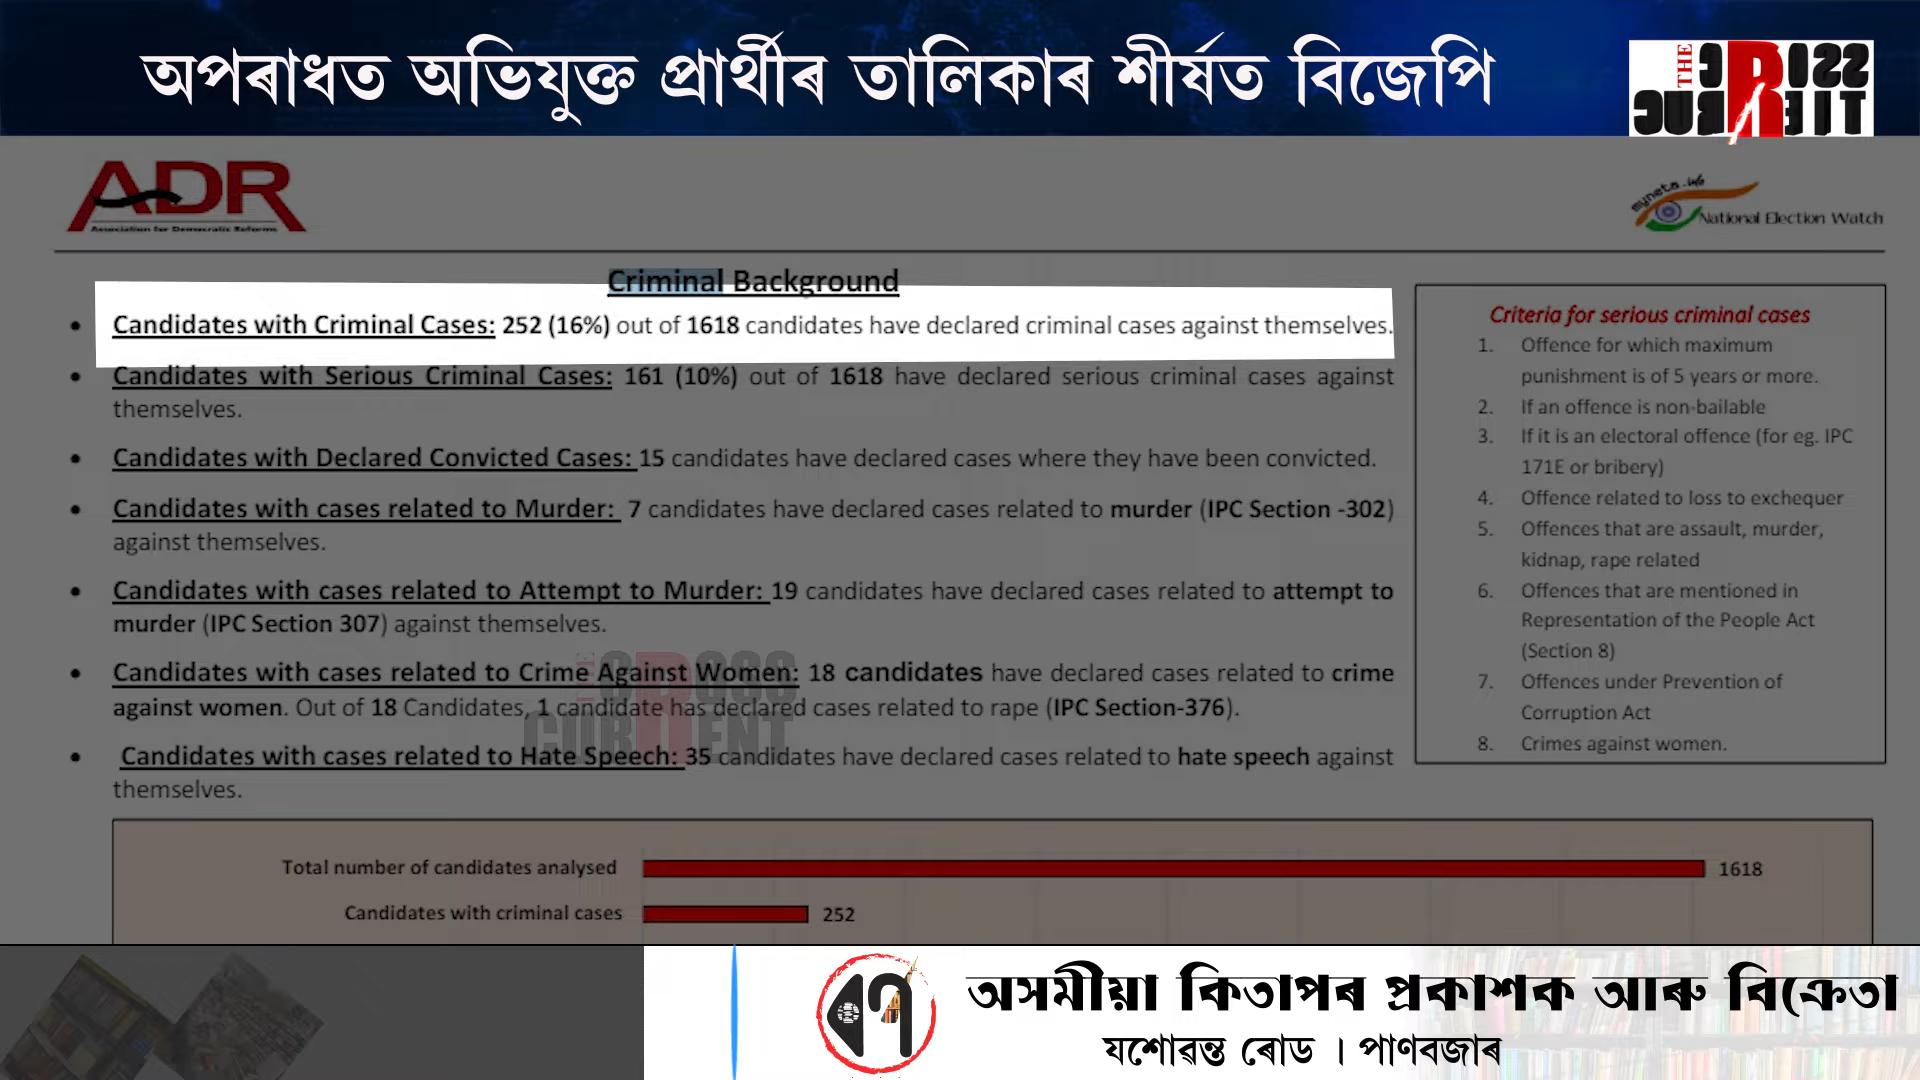 অপৰাধত অভিযুক্ত প্ৰাৰ্থীৰ তালিকাৰ শীৰ্ষত বিজেপি
THE CROSS
CURRENT
ADR
Association for Democratic Reforms
myneta.info
National Election Watch
Criminal Background
• Candidates with Criminal Cases: 252 (16%) out of 1618 candidates have declared criminal cases against themselves.
• Candidates with Serious Criminal Cases: 161 (10%) out of 1618 have declared serious criminal cases against
themselves.
• Candidates with Declared Convicted Cases: 15 candidates have declared cases where they have been convicted.
• Candidates with cases related to Murder: 7 candidates have declared cases related to murder (IPC Section -302)
against themselves.
• Candidates with cases related to Attempt to Murder: 19 candidates have declared cases related to attempt to
murder (IPC Section 307) against themselves.
• Candidates with cases related to Crime Against Women: 18 candidates have declared cases related to crime
against women. Out of 18 Candidates, 1 candidate has declared cases related to rape (IPC Section-376).
• Candidates with cases related to Hate Speech: 35 candidates have declared cases related to hate speech against
themselves.
THE CROSS
CURRENT
Criteria for serious criminal cases
1. Offence for which maximum
punishment is of 5 years or more.
2. If an offence is non-bailable
3. If it is an electoral offence (for eg. IPC
171E or bribery)
4. Offence related to loss to exchequer
5. Offences that are assault, murder,
kidnap, rape related
6. Offences that are mentioned in
Representation of the People Act
(Section 8)
7. Offences under Prevention of
Corruption Act
8. Crimes against women.
Total number of candidates analysed 1618
Candidates with criminal cases 252
অসমীয়া কিতাপৰ প্ৰকাশক আৰু বিক্ৰেতা
যশোৱন্ত ৰোড । পাণবজাৰ